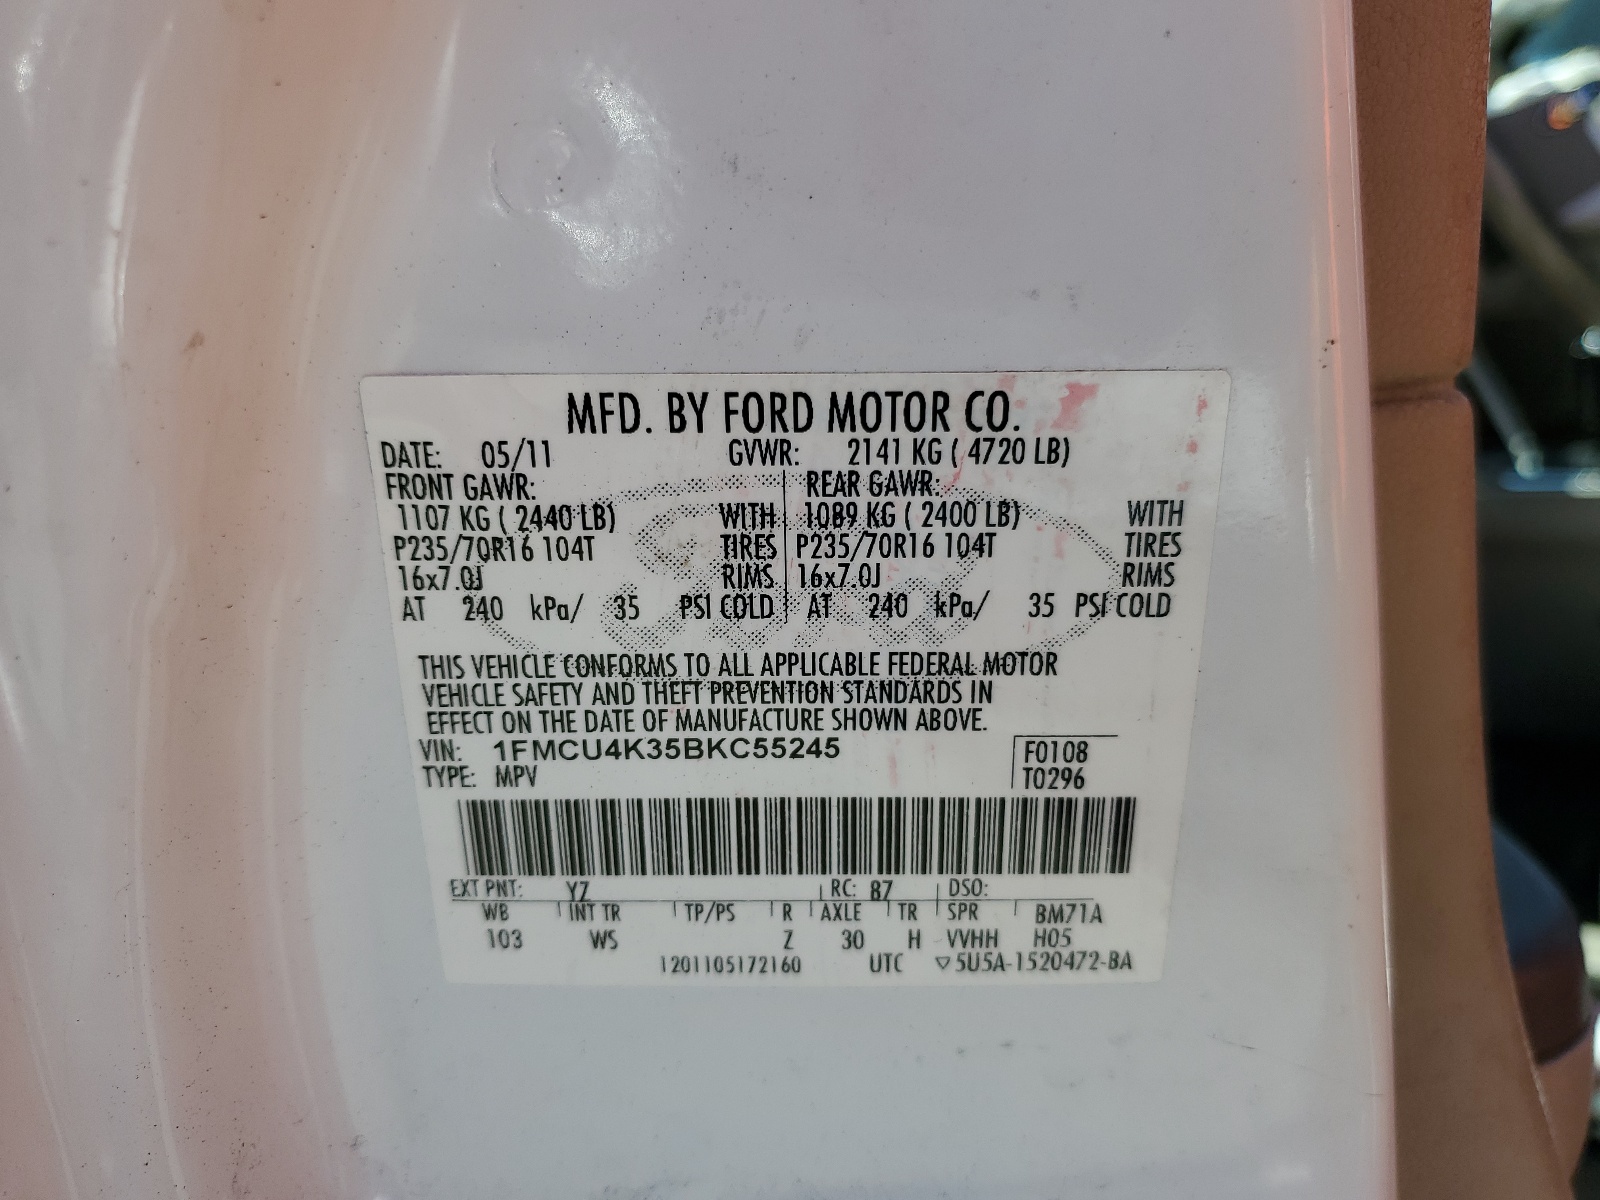 MFD. BY FORD MOTOR CO.
DATE: 05/11 GVWR: 2141 KG ( 4720 LB)
FRONT GAWR: REAR GAWR:
1107 KG ( 2440 LB) WITH 1089 KG ( 2400 LB) WITH
P235/70R16 104T TIRES P235/70R16 104T TIRES
16x7.0J RIMS 16x7.0J RIMS
AT 240 kPa/ 35 PSI COLD AT 240 kPa/ 35 PSI COLD
THIS VEHICLE CONFORMS TO ALL APPLICABLE FEDERAL MOTOR
VEHICLE SAFETY AND THEFT PREVENTION STANDARDS IN
EFFECT ON THE DATE OF MANUFACTURE SHOWN ABOVE.
VIN: 1FMCU4K35BKC55245 F0108
TYPE: MPV T0296
EXT PNT: YZ RC: 87 DSO:
WB INT TR TP/PS R AXLE TR SPR BM71A
103 WS Z 30 H VVHH H05
1201105172160 UTC ▽5U5A-1520472-BA